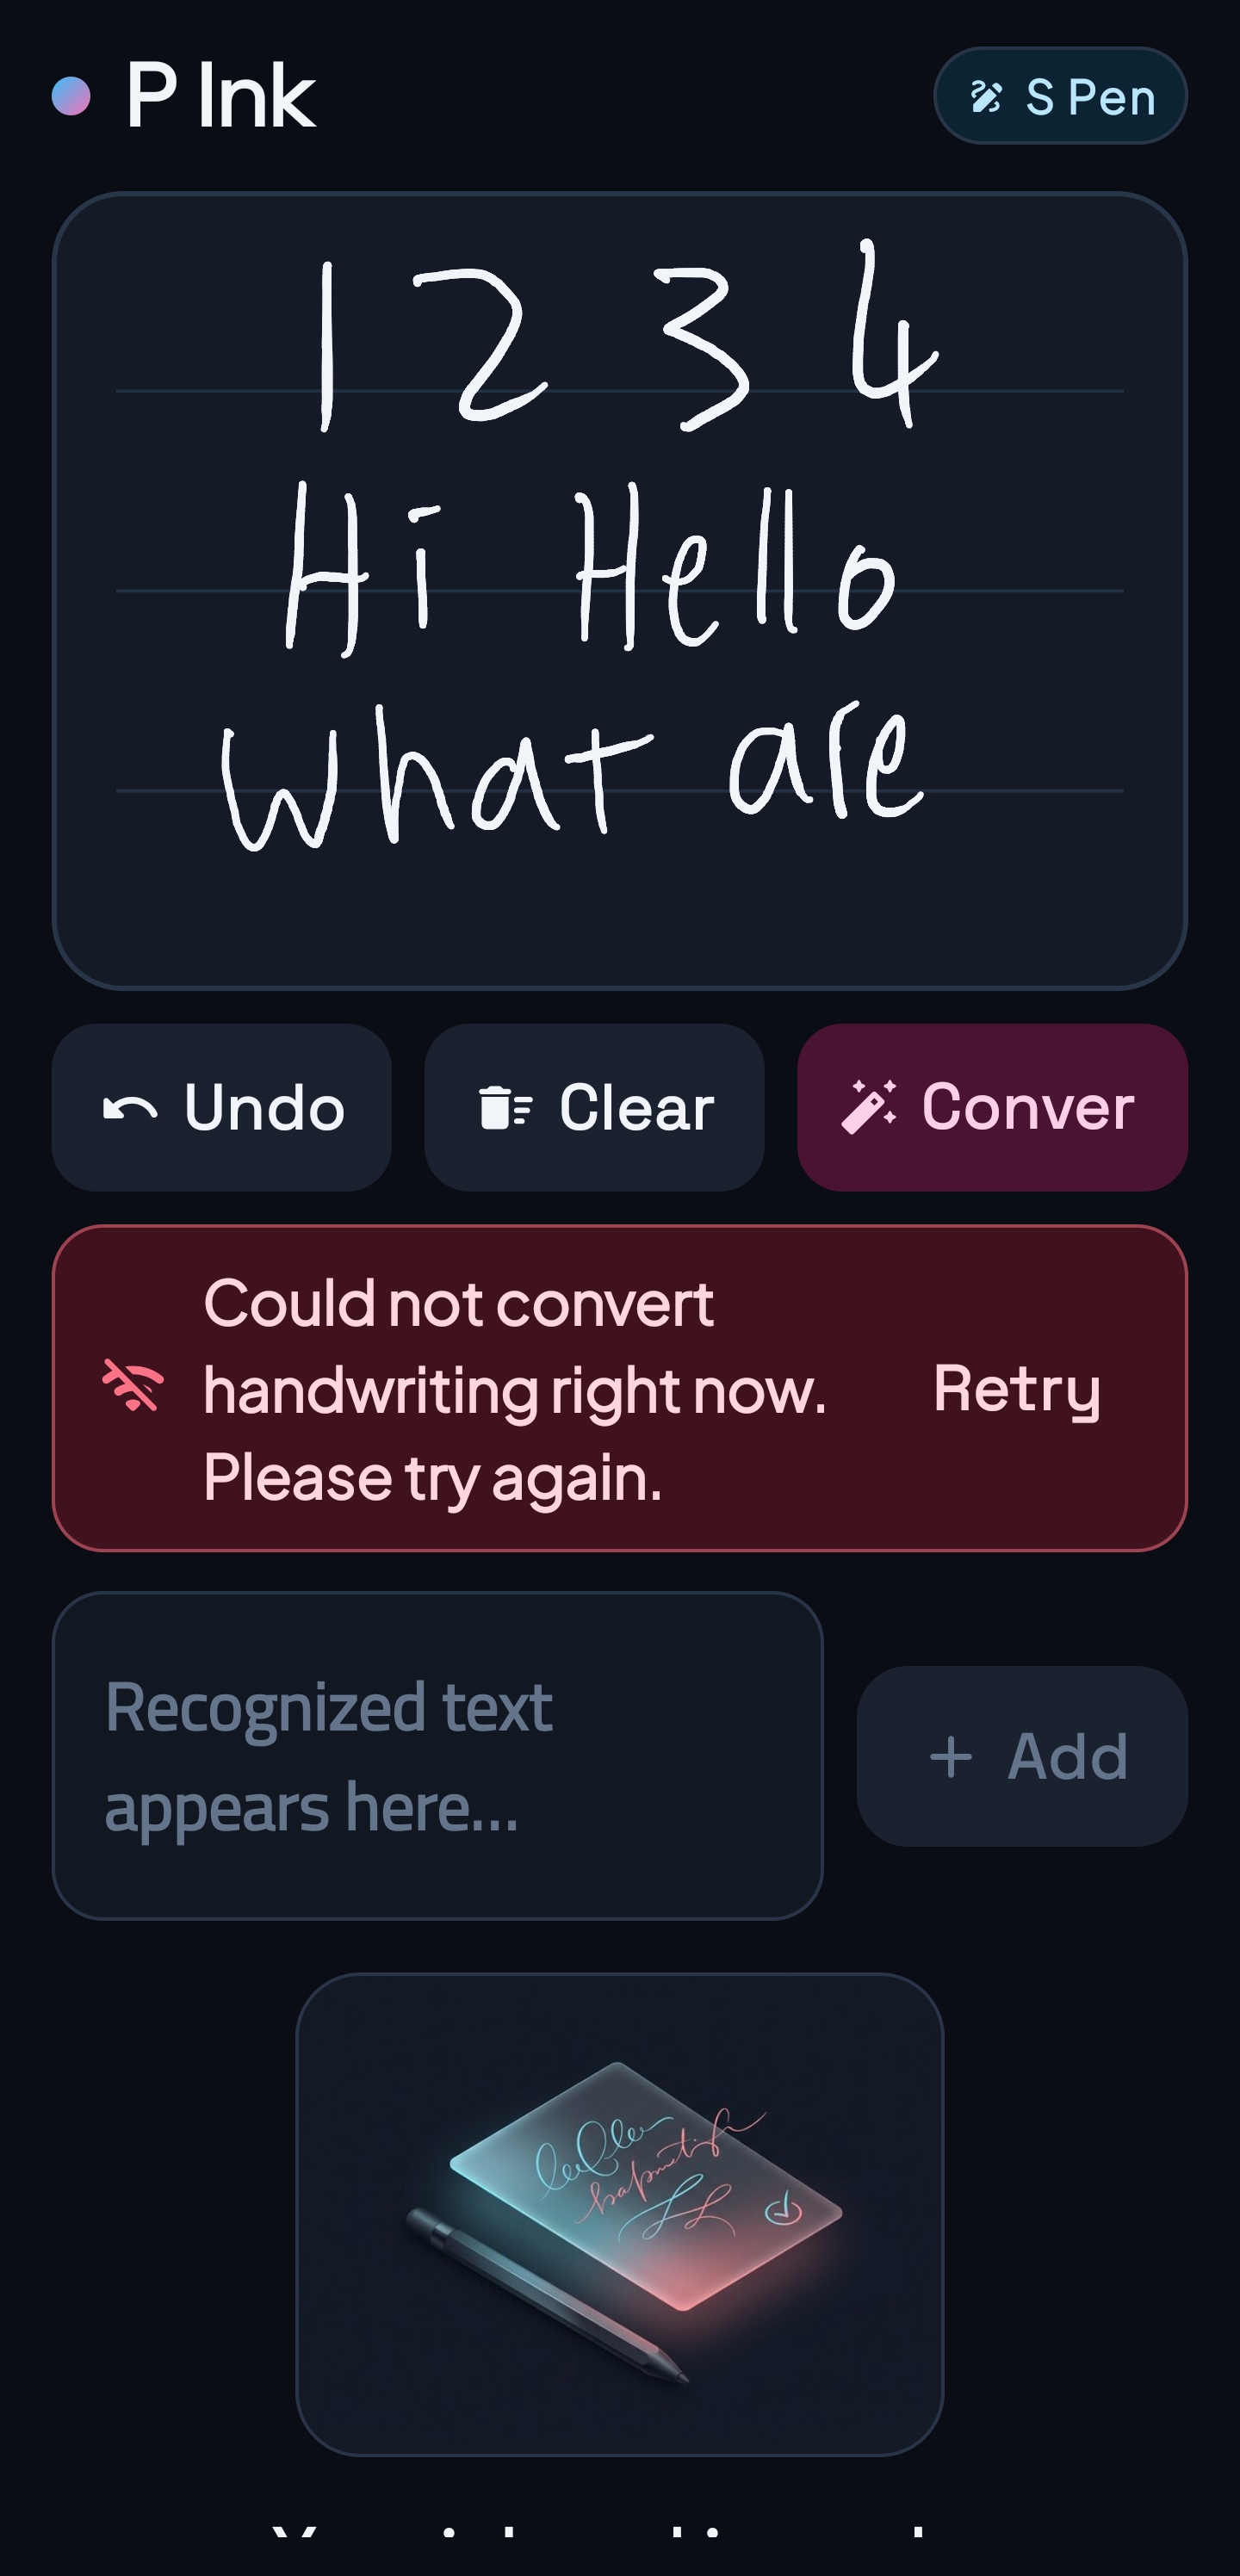 P Ink
S Pen
1 2 3 4
Hi Hello
What are
Undo Clear Conver
Could not convert
handwriting right now.
Please try again.
Retry
Recognized text
appears here...
+ Add